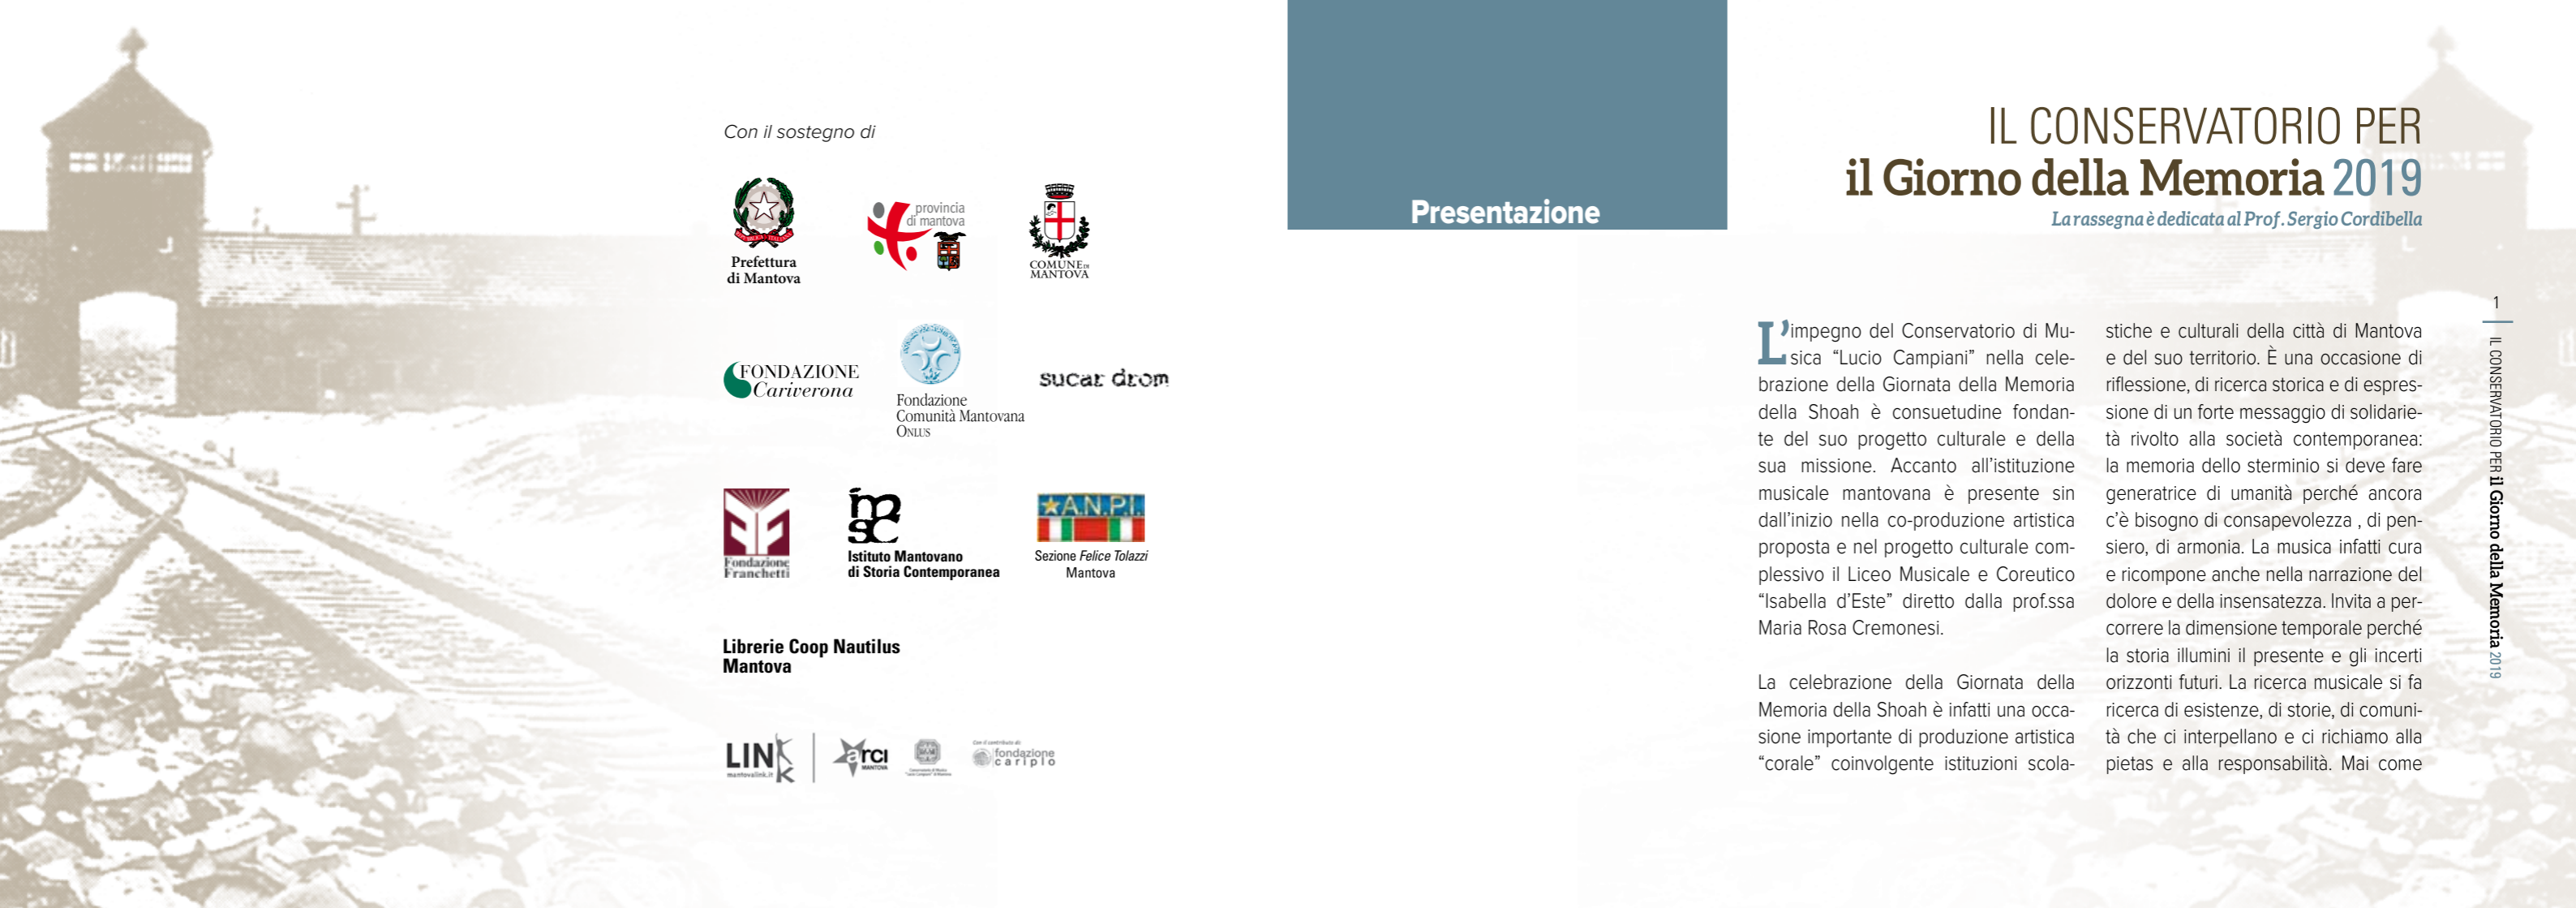 Con il sostegno di
Prefettura
di Mantova
provincia
di mantova
COMUNE DI
MANTOVA
FONDAZIONE
Cariverona
Fondazione
Comunità Mantovana
ONLUS
sucar drom
Fondazione
Franchetti
imsc
Istituto Mantovano
di Storia Contemporanea
A.N.P.I.
Sezione Felice Tolazzi
Mantova
Librerie Coop Nautilus
Mantova
LINK
mantovalink.it
arci
MANTOVA
Con il contributo di
fondazione
cariplo
Presentazione
IL CONSERVATORIO PER
il Giorno della Memoria 2019
La rassegna è dedicata al Prof. Sergio Cordibella
L’impegno del Conservatorio di Mu-
sica “Lucio Campiani” nella cele-
brazione della Giornata della Memoria
della Shoah è consuetudine fondan-
te del suo progetto culturale e della
sua missione. Accanto all’istituzione
musicale mantovana è presente sin
dall’inizio nella co-produzione artistica
proposta e nel progetto culturale com-
plessivo il Liceo Musicale e Coreutico
“Isabella d’Este” diretto dalla prof.ssa
Maria Rosa Cremonesi.
La celebrazione della Giornata della
Memoria della Shoah è infatti una occa-
sione importante di produzione artistica
“corale” coinvolgente istituzioni scola-
stiche e culturali della città di Mantova
e del suo territorio. È una occasione di
riflessione, di ricerca storica e di espres-
sione di un forte messaggio di solidarie-
tà rivolto alla società contemporanea:
la memoria dello sterminio si deve fare
generatrice di umanità perché ancora
c’è bisogno di consapevolezza , di pen-
siero, di armonia. La musica infatti cura
e ricompone anche nella narrazione del
dolore e della insensatezza. Invita a per-
correre la dimensione temporale perché
la storia illumini il presente e gli incerti
orizzonti futuri. La ricerca musicale si fa
ricerca di esistenze, di storie, di comuni-
tà che ci interpellano e ci richiamo alla
pietas e alla responsabilità. Mai come
1
IL CONSERVATORIO PER il Giorno della Memoria 2019